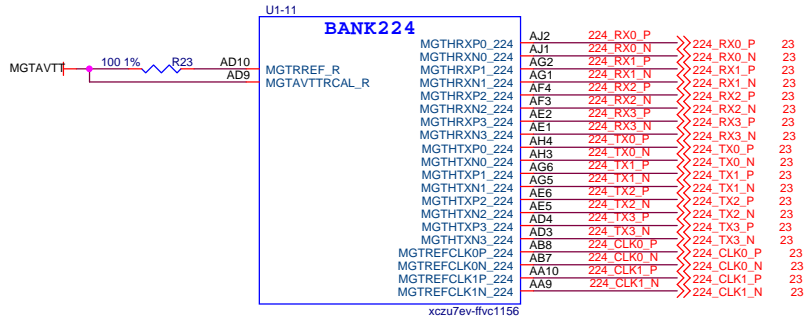 U1-11
BANK224
MGTAVTT
100 1% R23 AD10 MGTRREF_R
AD9 MGTAVTTRCAL_R
MGTHRXP0_224 AJ2 224_RX0_P 224_RX0_P 23
MGTHRXN0_224 AJ1 224_RX0_N 224_RX0_N 23
MGTHRXP1_224 AG2 224_RX1_P 224_RX1_P 23
MGTHRXN1_224 AG1 224_RX1_N 224_RX1_N 23
MGTHRXP2_224 AF4 224_RX2_P 224_RX2_P 23
MGTHRXN2_224 AF3 224_RX2_N 224_RX2_N 23
MGTHRXP3_224 AE2 224_RX3_P 224_RX3_P 23
MGTHRXN3_224 AE1 224_RX3_N 224_RX3_N 23
MGTHTXP0_224 AH4 224_TX0_P 224_TX0_P 23
MGTHTXN0_224 AH3 224_TX0_N 224_TX0_N 23
MGTHTXP1_224 AG6 224_TX1_P 224_TX1_P 23
MGTHTXN1_224 AG5 224_TX1_N 224_TX1_N 23
MGTHTXP2_224 AE6 224_TX2_P 224_TX2_P 23
MGTHTXN2_224 AE5 224_TX2_N 224_TX2_N 23
MGTHTXP3_224 AD4 224_TX3_P 224_TX3_P 23
MGTHTXN3_224 AD3 224_TX3_N 224_TX3_N 23
MGTREFCLK0P_224 AB8 224_CLK0_P 224_CLK0_P 23
MGTREFCLK0N_224 AB7 224_CLK0_N 224_CLK0_N 23
MGTREFCLK1P_224 AA10 224_CLK1_P 224_CLK1_P 23
MGTREFCLK1N_224 AA9 224_CLK1_N 224_CLK1_N 23
xczu7ev-ffvc1156